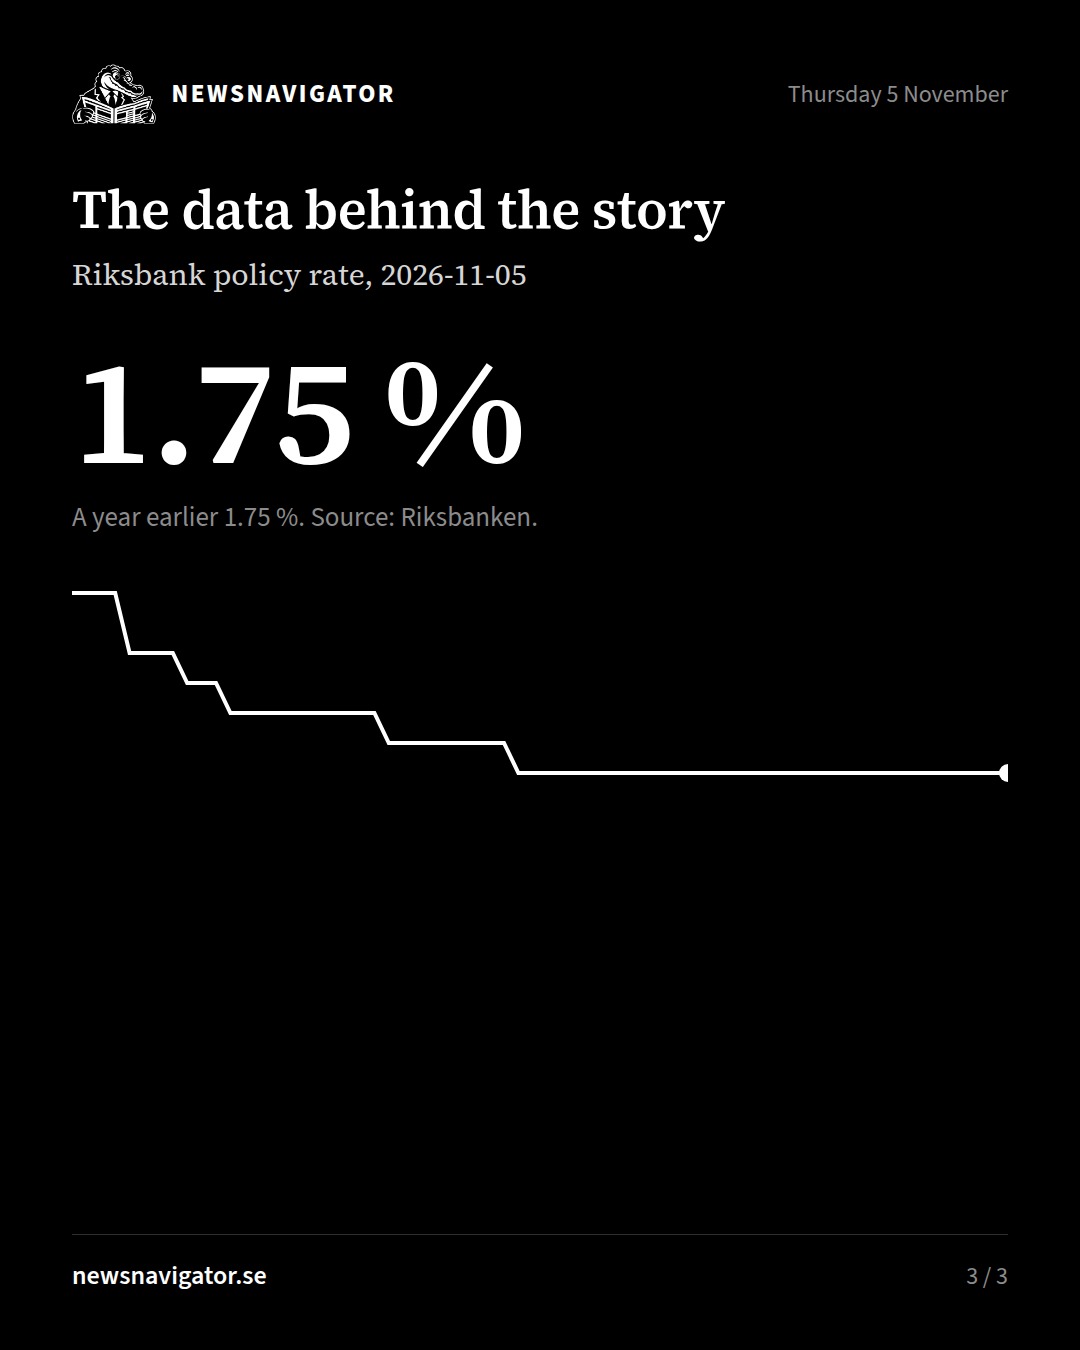 NEWSNAVIGATOR
Thursday 5 November
The data behind the story
Riksbank policy rate, 2026-11-05
1.75 %
A year earlier 1.75 %. Source: Riksbanken.
newsnavigator.se
3 / 3